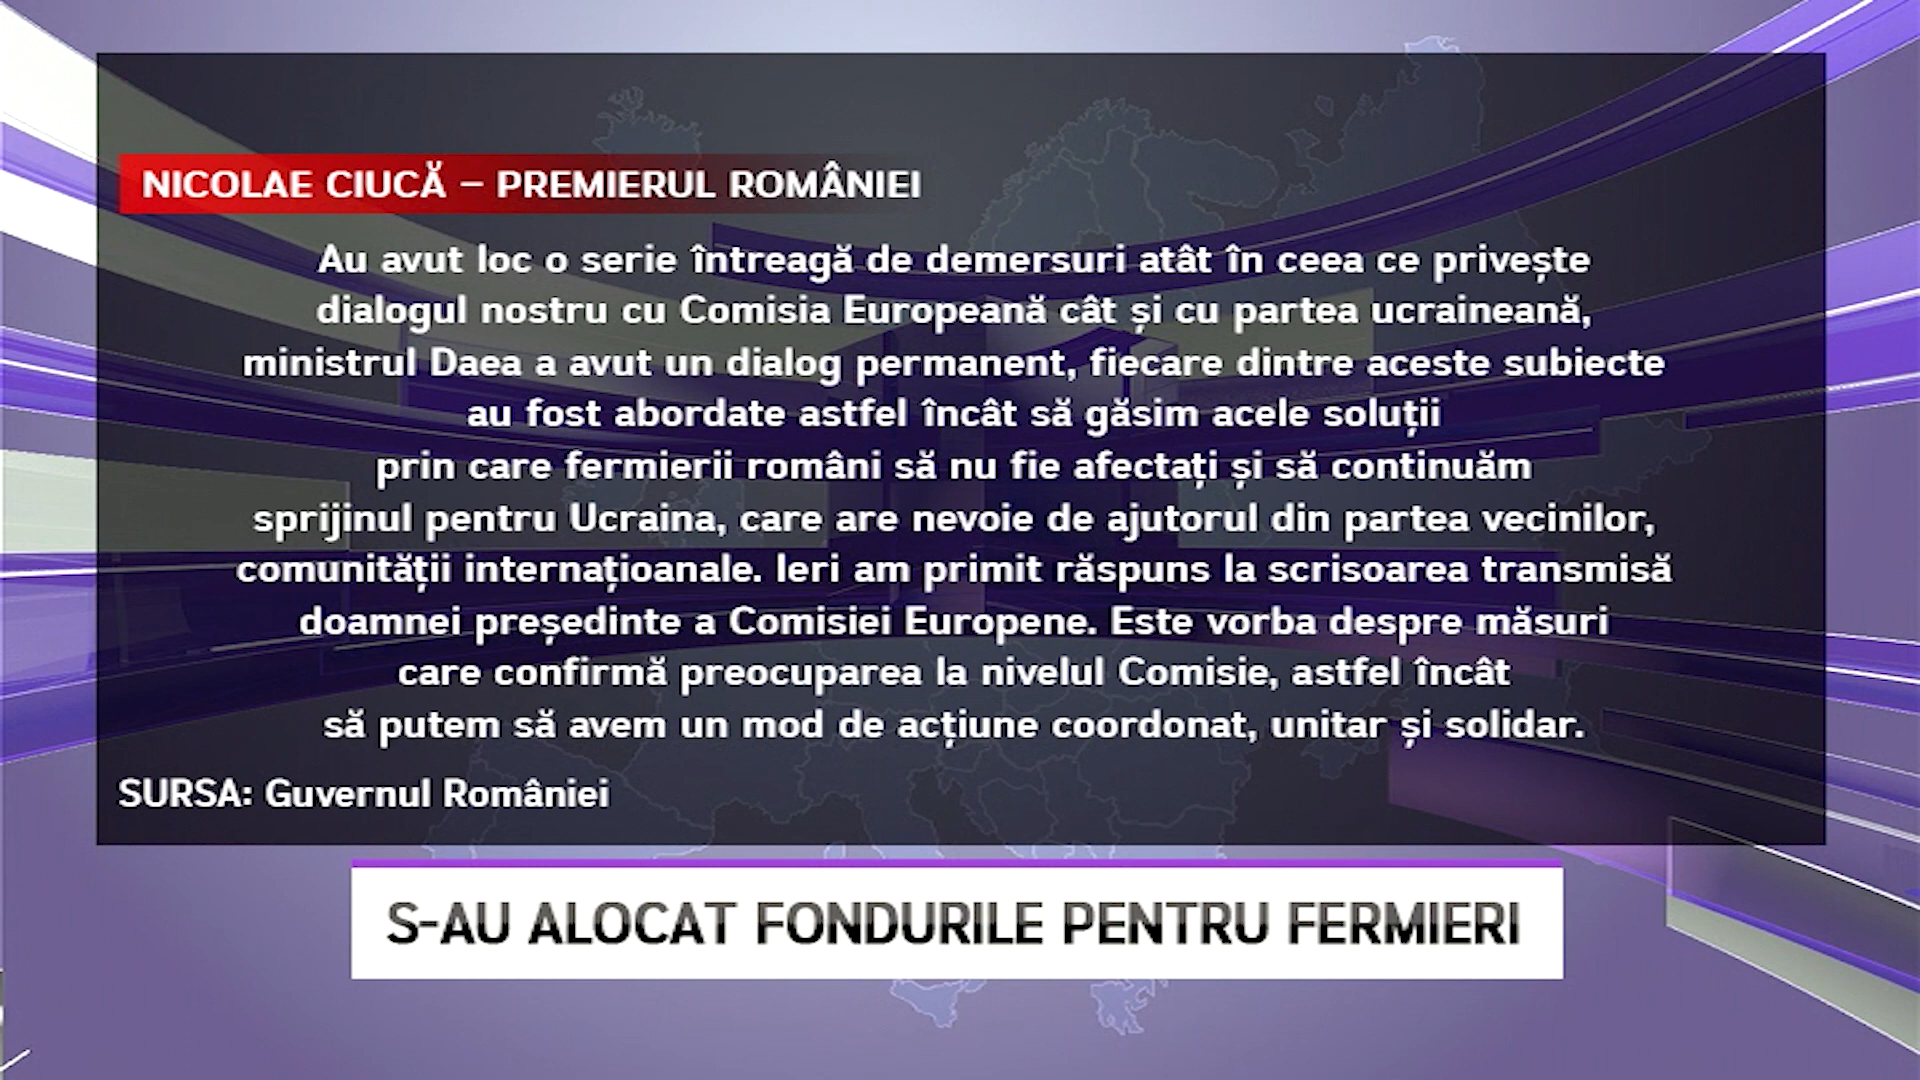 NICOLAE CIUCĂ – PREMIERUL ROMÂNIEI
Au avut loc o serie întreagă de demersuri atât în ceea ce privește
dialogul nostru cu Comisia Europeană cât și cu partea ucraineană,
ministrul Daea a avut un dialog permanent, fiecare dintre aceste subiecte
au fost abordate astfel încât să găsim acele soluții
prin care fermierii români să nu fie afectați și să continuăm
sprijinul pentru Ucraina, care are nevoie de ajutorul din partea vecinilor,
comunității internațioanale. Ieri am primit răspuns la scrisoarea transmisă
doamnei președinte a Comisiei Europene. Este vorba despre măsuri
care confirmă preocuparea la nivelul Comisie, astfel încât
să putem să avem un mod de acțiune coordonat, unitar și solidar.
SURSA: Guvernul României
S-AU ALOCAT FONDURILE PENTRU FERMIERI